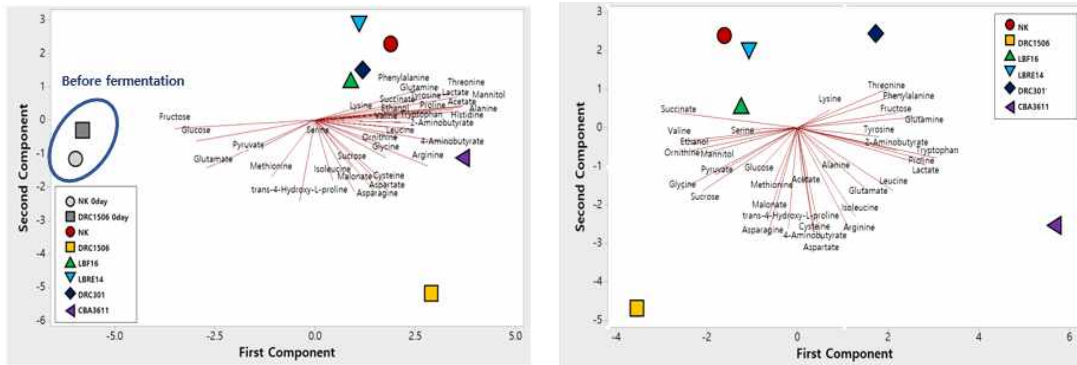 Second Component
3
2
1
0
-1
-2
-3
-4
-5
-6
Before fermentation
Phenylalanine
Threonine
Glutamine
Tyrosine
Lactate
Mannitol
Succinate
Acetate
Lysine
Ethanol
Proline
Alanine
Fructose
Valine
Tryptophan
Histidine
Glucose
Serine
Leucine
2-Aminobutyrate
Ornithine
4-Aminobutyrate
Pyruvate
Glycine
Glutamate
Sucrose
Arginine
Methionine
Isoleucine
Malonate
Cysteine
Aspartate
trans-4-Hydroxy-L-proline
Asparagine
NK 0day
DRC1506 0day
NK
DRC1506
LBF16
LBRE14
DRC301
CBA3611
-5.0
0.0
2.5
5.0
First Component
Second Component
3
2
1
0
-1
-2
-3
-4
-5
NK
DRC1506
LBF16
LBRE14
DRC301
CBA3611
Threonine
Lysine
Phenylalanine
Succinate
Fructose
Glutamine
Valine
Serine
Tyrosine
Ethanol
2-Aminobutyrate
Ornithine
Mannitol
Tryptophan
Proline
Pyruvate
Glucose
Alanine
Lactate
Acetate
Leucine
Glycine
Methionine
Glutamate
Sucrose
Malonate
Isoleucine
trans-4-Hydroxy-L-proline
Asparagine
Cysteine
Arginine
4-Aminobutyrate
Aspartate
-4
-2
0
2
4
6
First Component